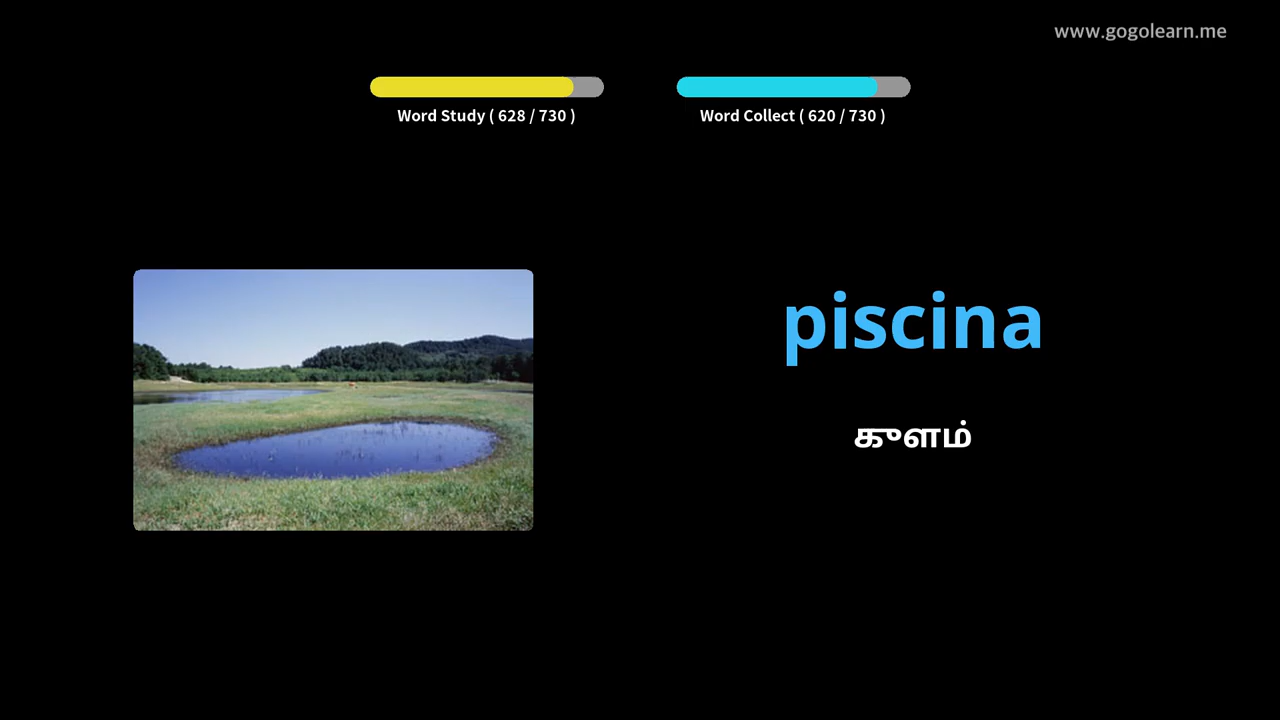 www.gogolearn.me
Word Study ( 628 / 730 )
Word Collect ( 620 / 730 )
piscina
குளம்